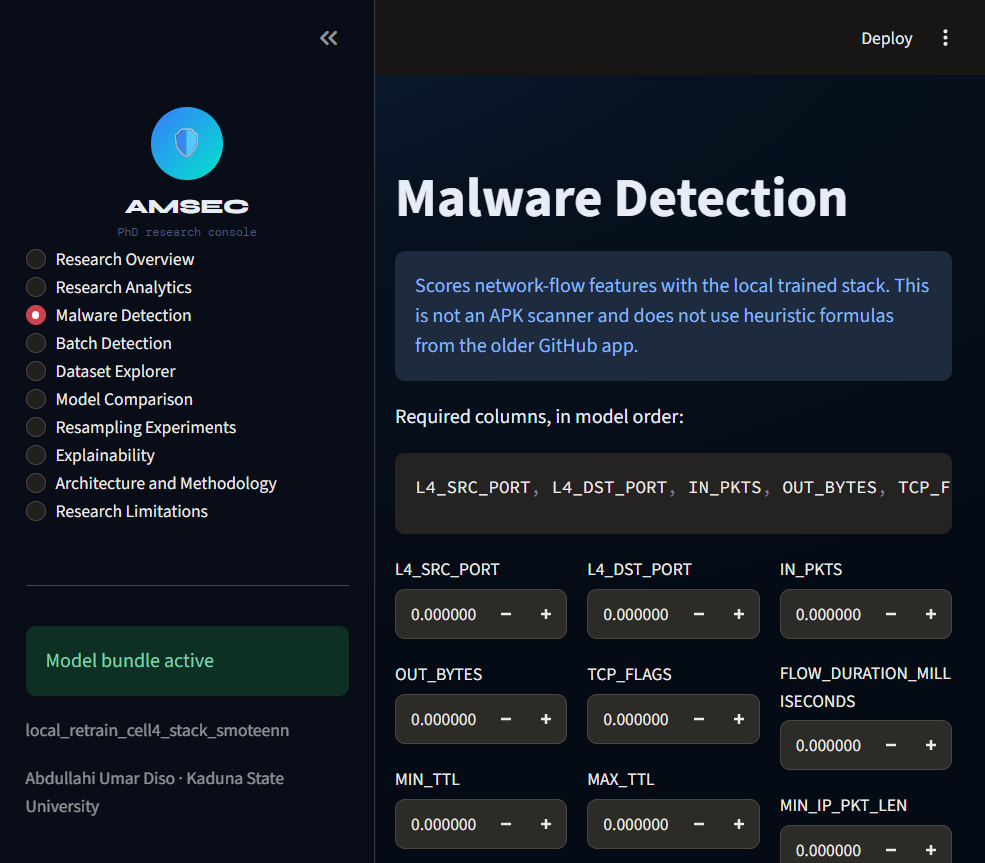 Deploy
AMSEC
PhD research console
Research Overview
Research Analytics
Malware Detection
Batch Detection
Dataset Explorer
Model Comparison
Resampling Experiments
Explainability
Architecture and Methodology
Research Limitations
Model bundle active
local_retrain_cell4_stack_smoteenn
Abdullahi Umar Diso · Kaduna State
University
Malware Detection
Scores network-flow features with the local trained stack. This
is not an APK scanner and does not use heuristic formulas
from the older GitHub app.
Required columns, in model order:
L4_SRC_PORT, L4_DST_PORT, IN_PKTS, OUT_BYTES, TCP_F
L4_SRC_PORT
0.000000
L4_DST_PORT
0.000000
IN_PKTS
0.000000
OUT_BYTES
0.000000
TCP_FLAGS
0.000000
FLOW_DURATION_MILL
ISECONDS
0.000000
MIN_TTL
0.000000
MAX_TTL
0.000000
MIN_IP_PKT_LEN
0.000000